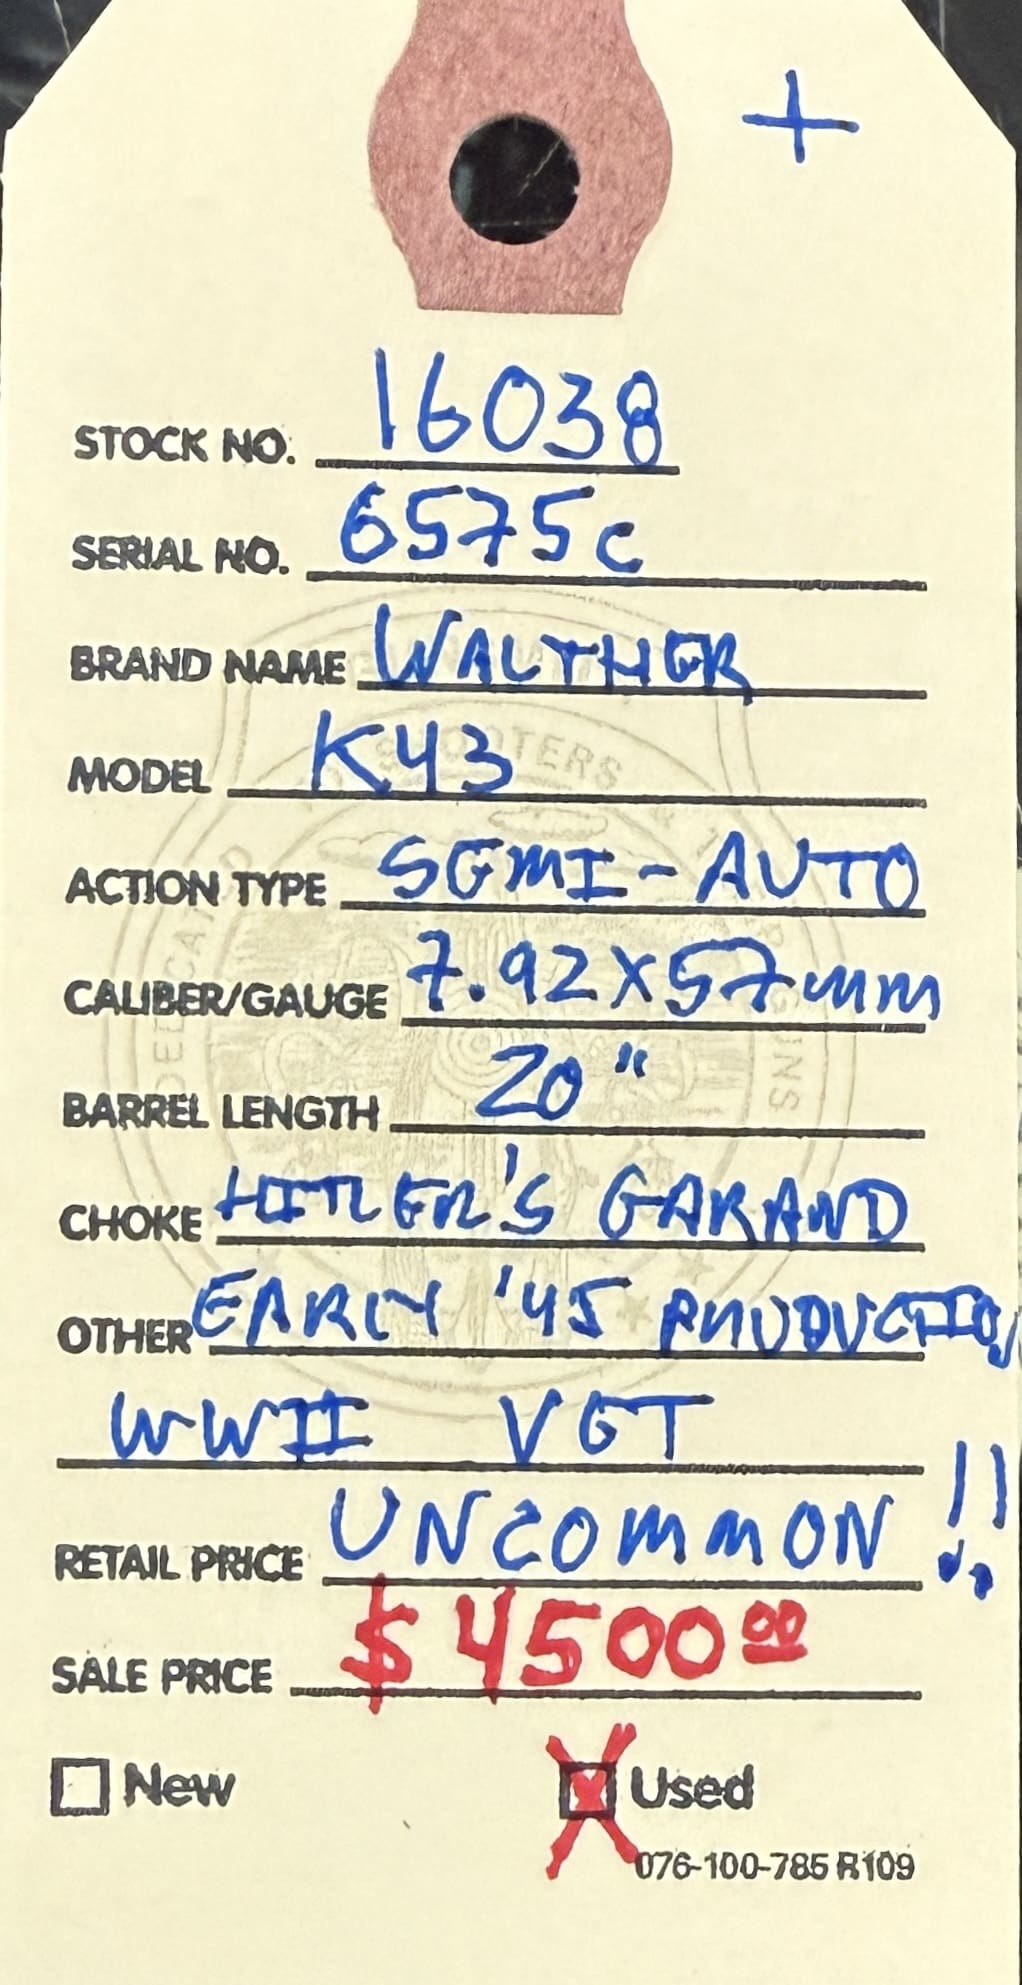 +
STOCK NO. 16038
SERIAL NO. 6575c
BRAND NAME WALTHER
MODEL K43
ACTION TYPE SEMI-AUTO
CALIBER/GAUGE 7.92X57mm
BARREL LENGTH 20"
CHOKE HITLER'S GARAND
OTHER EARLY '45 PRODUCTION
WWII VET
RETAIL PRICE UNCOMMON !!
SALE PRICE $4500.00
New X Used
076-100-785 R109